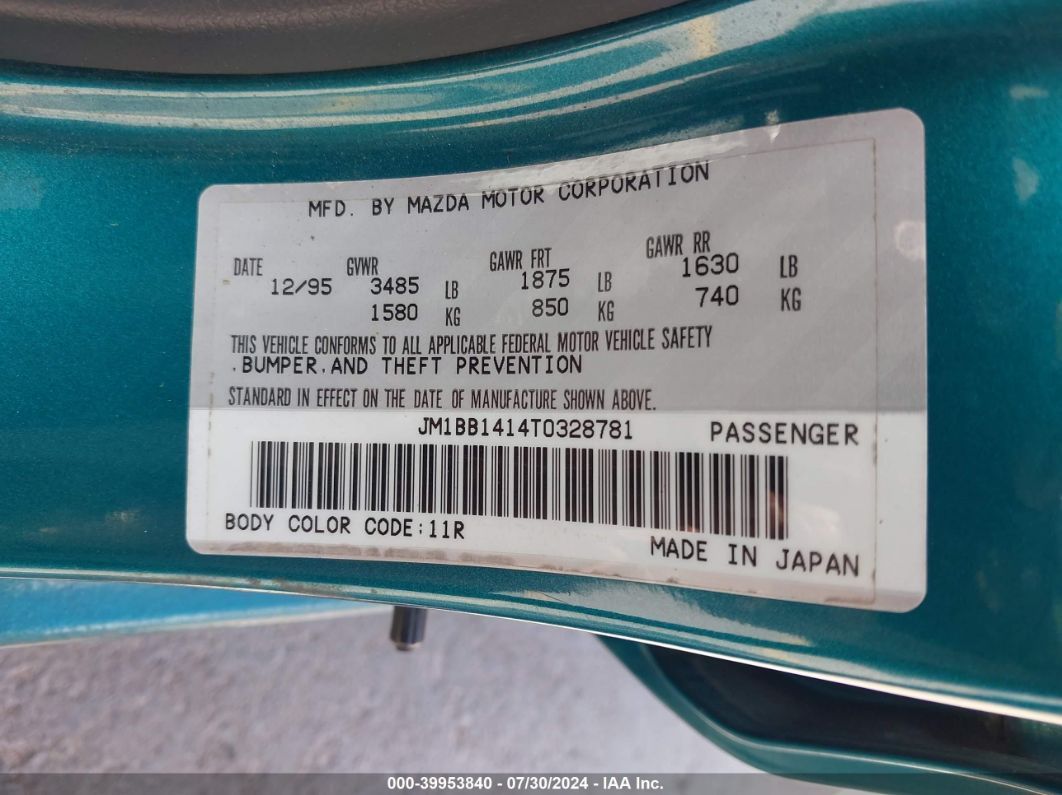 MFD. BY MAZDA MOTOR CORPORATION
DATE GVWR GAWR FRT GAWR RR
12/95 3485 LB 1875 LB 1630 LB
1580 KG 850 KG 740 KG
THIS VEHICLE CONFORMS TO ALL APPLICABLE FEDERAL MOTOR VEHICLE SAFETY
.BUMPER,AND THEFT PREVENTION
STANDARD IN EFFECT ON THE DATE OF MANUFACTURE SHOWN ABOVE.
JM1BB1414T0328781 PASSENGER
BODY COLOR CODE:11R
MADE IN JAPAN
000-39953840 - 07/30/2024 - IAA Inc.